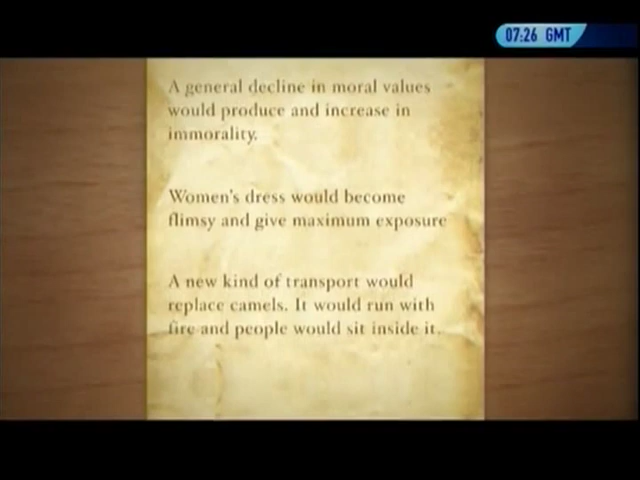 07:26 GMT
A general decline in moral values
would produce and increase in
immorality.
Women's dress would become
flimsy and give maximum exposure
A new kind of transport would
replace camels. It would run with
fire and people would sit inside it.